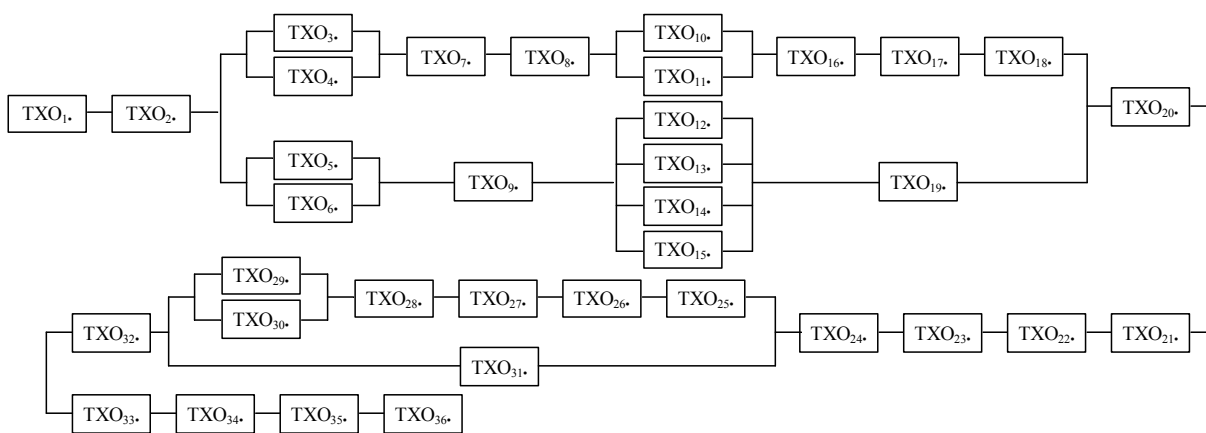 TXO₃. TXO₁₀.
TXO₇. TXO₈. TXO₁₆. TXO₁₇. TXO₁₈.
TXO₄. TXO₁₁.
TXO₁. TXO₂. TXO₂₀.
TXO₁₂.
TXO₅. TXO₁₃.
TXO₉. TXO₁₉.
TXO₆. TXO₁₄.
TXO₁₅.
TXO₂₉.
TXO₂₈. TXO₂₇. TXO₂₆. TXO₂₅.
TXO₃₀.
TXO₃₂. TXO₂₄. TXO₂₃. TXO₂₂. TXO₂₁.
TXO₃₁.
TXO₃₃. TXO₃₄. TXO₃₅. TXO₃₆.